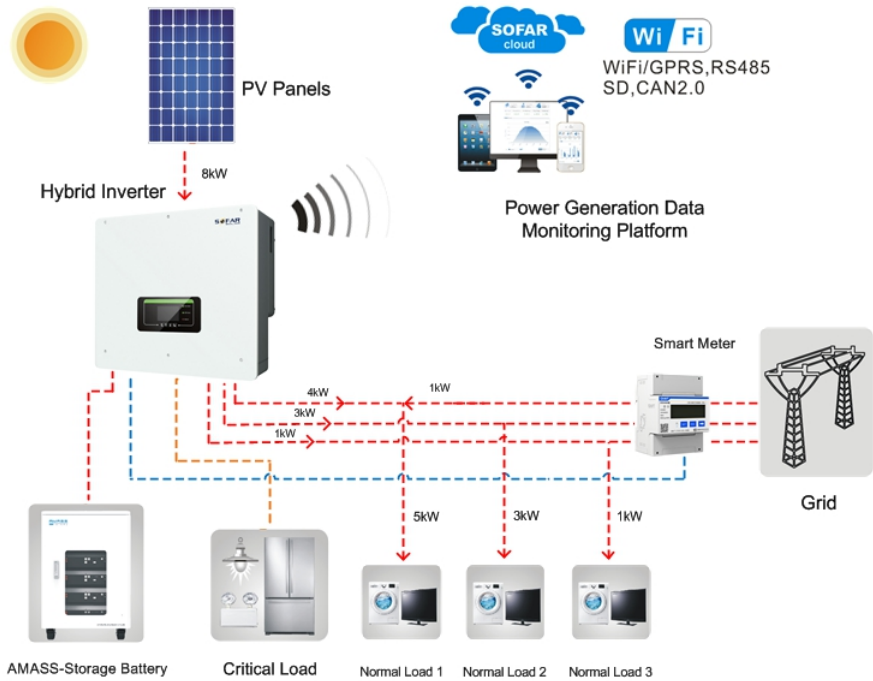 SOFAR
cloud
Wi Fi
WiFi/GPRS,RS485
SD,CAN2.0
PV Panels
8kW
Hybrid Inverter
SOFAR
Power Generation Data
Monitoring Platform
Smart Meter
4kW
1kW
3kW
1kW
Grid
5kW
3kW
1kW
AMASS-Storage Battery
Critical Load
Normal Load 1
Normal Load 2
Normal Load 3